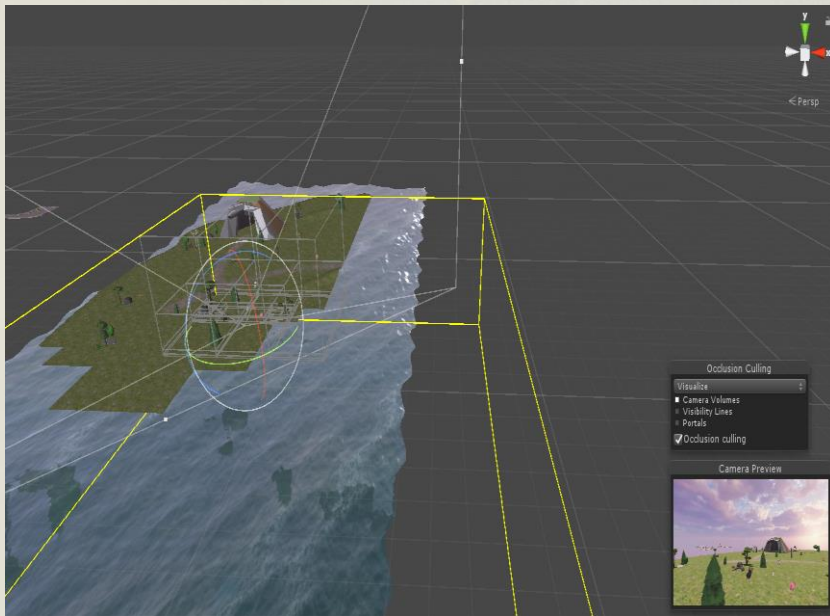 y
x
< Persp
Occlusion Culling
Visualize
Camera Volumes
Visibility Lines
Portals
Occlusion culling
Camera Preview